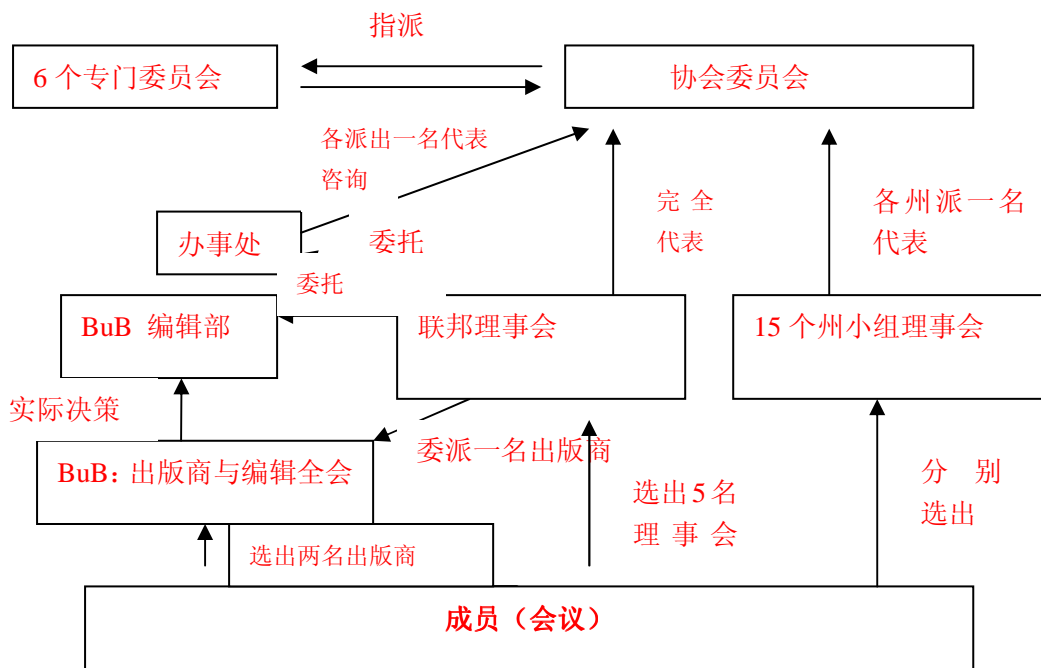 指派
6 个专门委员会
协会委员会
各派出一名代表
咨询
完 全
代表
各州派一名
代表
办事处
委托
委托
BuB 编辑部
联邦理事会
15 个州小组理事会
实际决策
委派一名出版商
BuB：出版商与编辑全会
选出5名
理事会
分 别
选出
选出两名出版商
成员（会议）